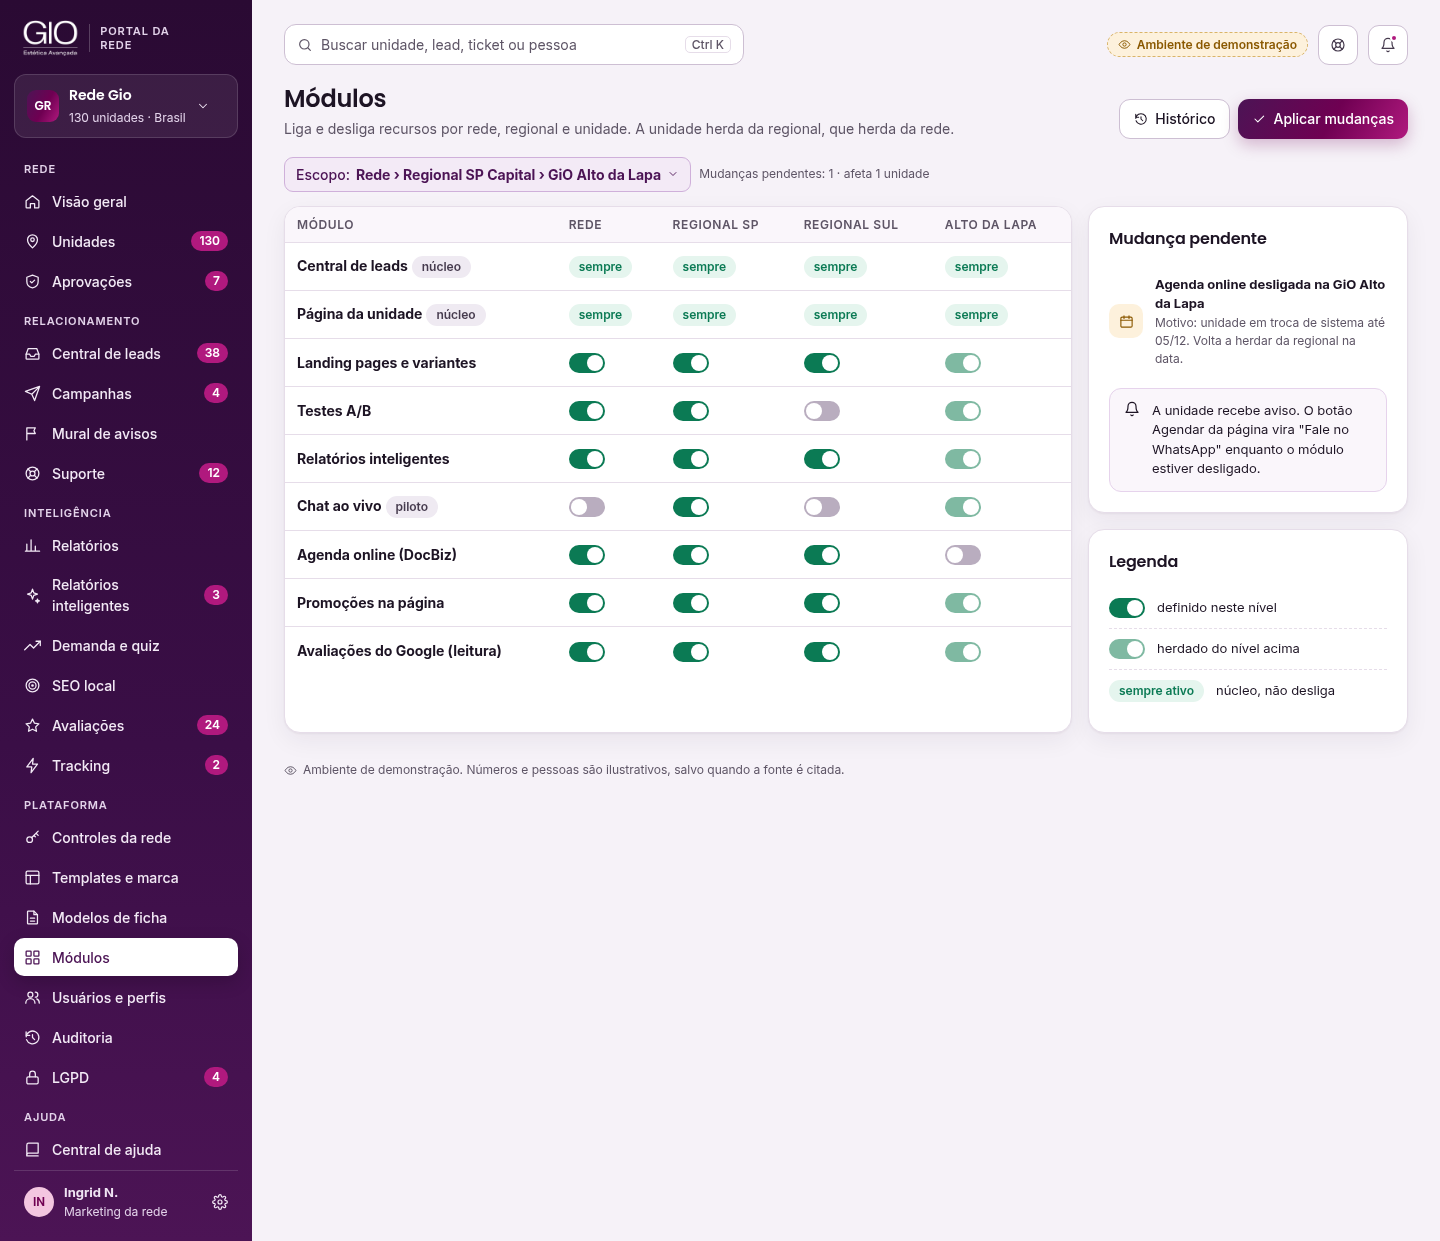 GIO
Estética Avançada
PORTAL DA
REDE
GR
Rede Gio
130 unidades · Brasil
REDE
Visão geral
Unidades 130
Aprovações 7
RELACIONAMENTO
Central de leads 38
Campanhas 4
Mural de avisos
Suporte 12
INTELIGÊNCIA
Relatórios
Relatórios
inteligentes 3
Demanda e quiz
SEO local
Avaliações 24
Tracking 2
PLATAFORMA
Controles da rede
Templates e marca
Modelos de ficha
Módulos
Usuários e perfis
Auditoria
LGPD 4
AJUDA
Central de ajuda
IN
Ingrid N.
Marketing da rede
Buscar unidade, lead, ticket ou pessoa Ctrl K
Ambiente de demonstração
Módulos
Liga e desliga recursos por rede, regional e unidade. A unidade herda da regional, que herda da rede.
Histórico
Aplicar mudanças
Escopo: Rede › Regional SP Capital › GiO Alto da Lapa
Mudanças pendentes: 1 · afeta 1 unidade
MÓDULO REDE REGIONAL SP REGIONAL SUL ALTO DA LAPA
Central de leads núcleo sempre sempre sempre sempre
Página da unidade núcleo sempre sempre sempre sempre
Landing pages e variantes
Testes A/B
Relatórios inteligentes
Chat ao vivo piloto
Agenda online (DocBiz)
Promoções na página
Avaliações do Google (leitura)
Mudança pendente
Agenda online desligada na GiO Alto
da Lapa
Motivo: unidade em troca de sistema até
05/12. Volta a herdar da regional na
data.
A unidade recebe aviso. O botão
Agendar da página vira "Fale no
WhatsApp" enquanto o módulo
estiver desligado.
Legenda
definido neste nível
herdado do nível acima
sempre ativo núcleo, não desliga
Ambiente de demonstração. Números e pessoas são ilustrativos, salvo quando a fonte é citada.